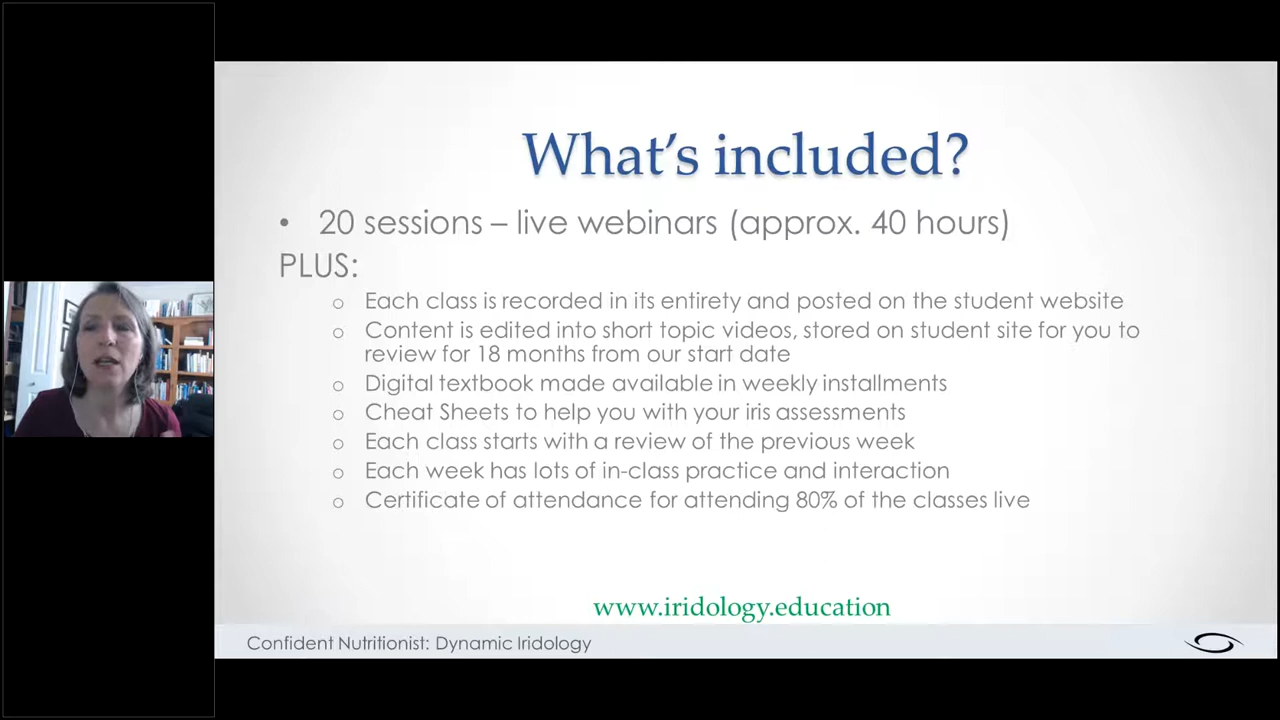 What's included?
• 20 sessions – live webinars (approx. 40 hours)
PLUS:
o Each class is recorded in its entirety and posted on the student website
o Content is edited into short topic videos, stored on student site for you to
review for 18 months from our start date
o Digital textbook made available in weekly installments
o Cheat Sheets to help you with your iris assessments
o Each class starts with a review of the previous week
o Each week has lots of in-class practice and interaction
o Certificate of attendance for attending 80% of the classes live
www.iridology.education
Confident Nutritionist: Dynamic Iridology